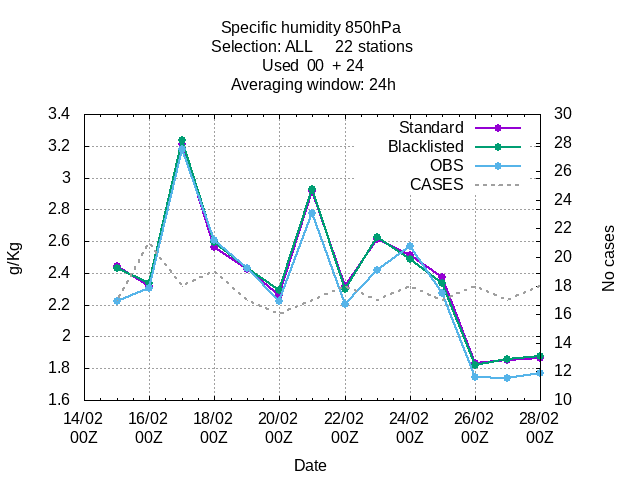 Specific humidity 850hPa
Selection: ALL     22 stations
Used  00  + 24
Averaging window: 24h
3.4
3.2
3
2.8
2.6
2.4
2.2
2
1.8
1.6
g/Kg
Standard
Blacklisted
OBS
CASES
30
28
26
24
22
20
18
16
14
12
10
No cases
14/02 16/02 18/02 20/02 22/02 24/02 26/02 28/02
00Z 00Z 00Z 00Z 00Z 00Z 00Z 00Z
Date